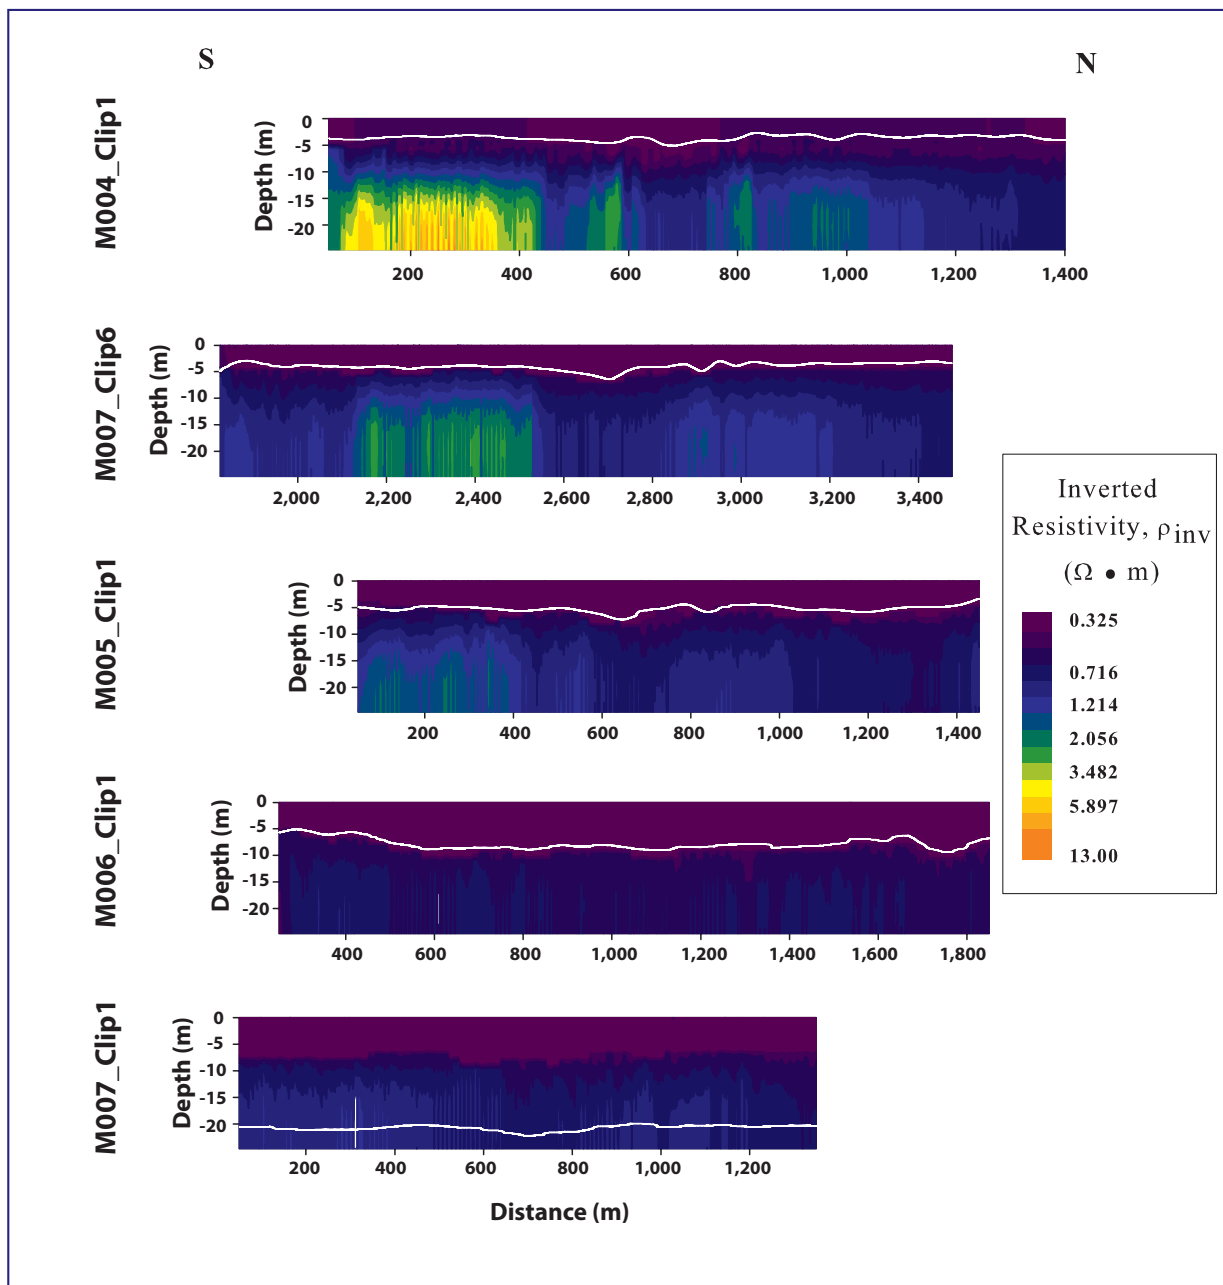 S N
M004_Clip1
Depth (m)
0
-5
-10
-15
-20
200 400 600 800 1,000 1,200 1,400
M007_Clip6
Depth (m)
0
-5
-10
-15
-20
2,000 2,200 2,400 2,600 2,800 3,000 3,200 3,400
M005_Clip1
Depth (m)
0
-5
-10
-15
-20
200 400 600 800 1,000 1,200 1,400
M006_Clip1
Depth (m)
0
-5
-10
-15
-20
400 600 800 1,000 1,200 1,400 1,600 1,800
M007_Clip1
Depth (m)
0
-5
-10
-15
-20
200 400 600 800 1,000 1,200
Distance (m)
Inverted
Resistivity, ρinv
(Ω • m)
0.325
0.716
1.214
2.056
3.482
5.897
13.00